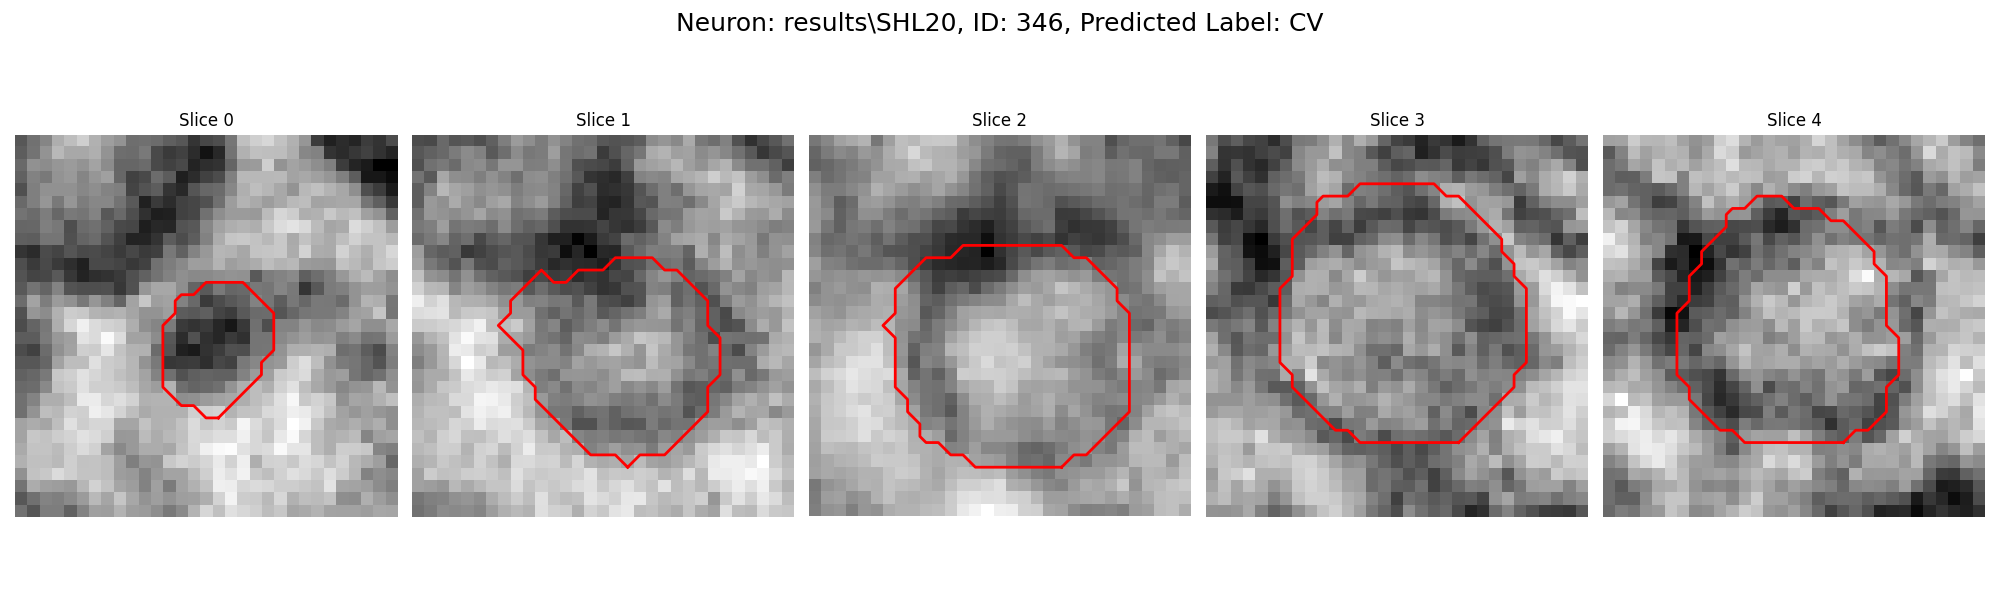 Neuron: results\SHL20, ID: 346, Predicted Label: CV
Slice 0
Slice 1
Slice 2
Slice 3
Slice 4